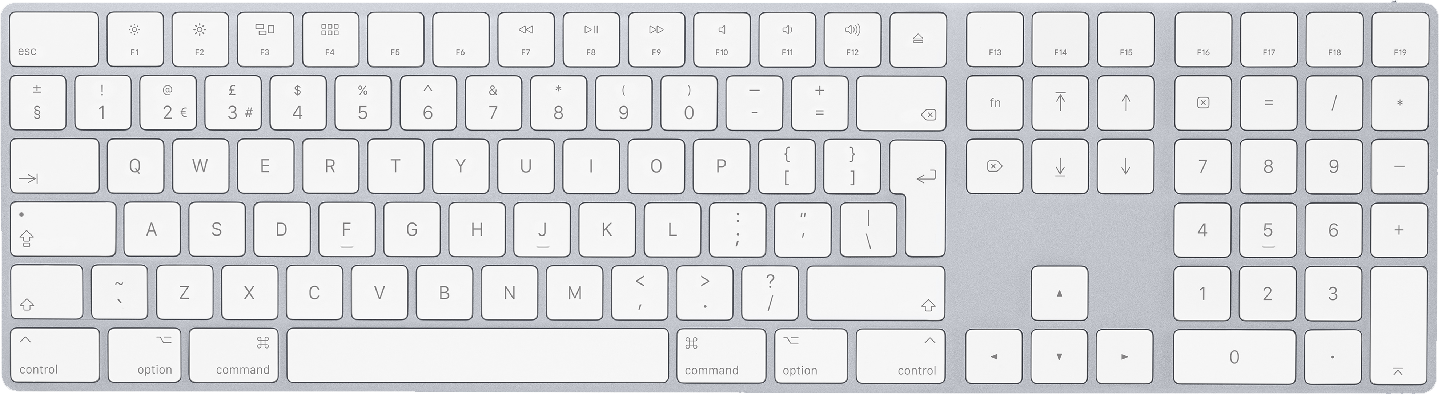 esc F1 F2 F3 F4 F5 F6 F7 F8 F9 F10 F11 F12 F13 F14 F15 F16 F17 F18 F19
± § ! 1 @ 2 € £ 3 # $ 4 % 5 ^ 6 & 7 * 8 ( 9 ) 0 — - + = fn = / *
Q W E R T Y U I O P { [ } ] 7 8 9 −
A S D F G H J K L : ; " ' | \ 4 5 6 +
~ ` Z X C V B N M < , > . ? / 1 2 3
control option command command option control 0 .